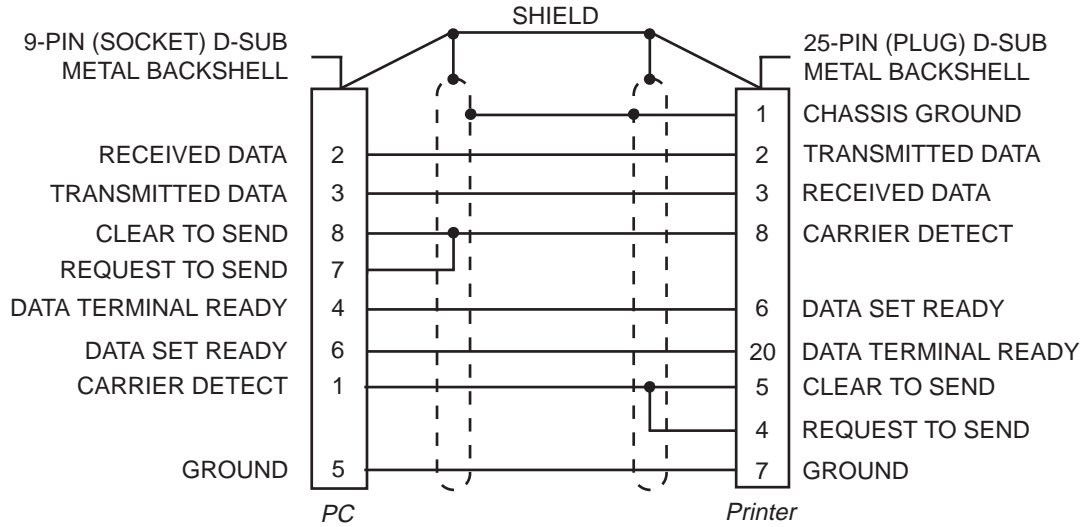 SHIELD
9-PIN (SOCKET) D-SUB
METAL BACKSHELL
25-PIN (PLUG) D-SUB
METAL BACKSHELL
1 CHASSIS GROUND
RECEIVED DATA 2 2 TRANSMITTED DATA
TRANSMITTED DATA 3 3 RECEIVED DATA
CLEAR TO SEND 8 8 CARRIER DETECT
REQUEST TO SEND 7
DATA TERMINAL READY 4 6 DATA SET READY
DATA SET READY 6 20 DATA TERMINAL READY
CARRIER DETECT 1 5 CLEAR TO SEND
4 REQUEST TO SEND
GROUND 5 7 GROUND
PC Printer